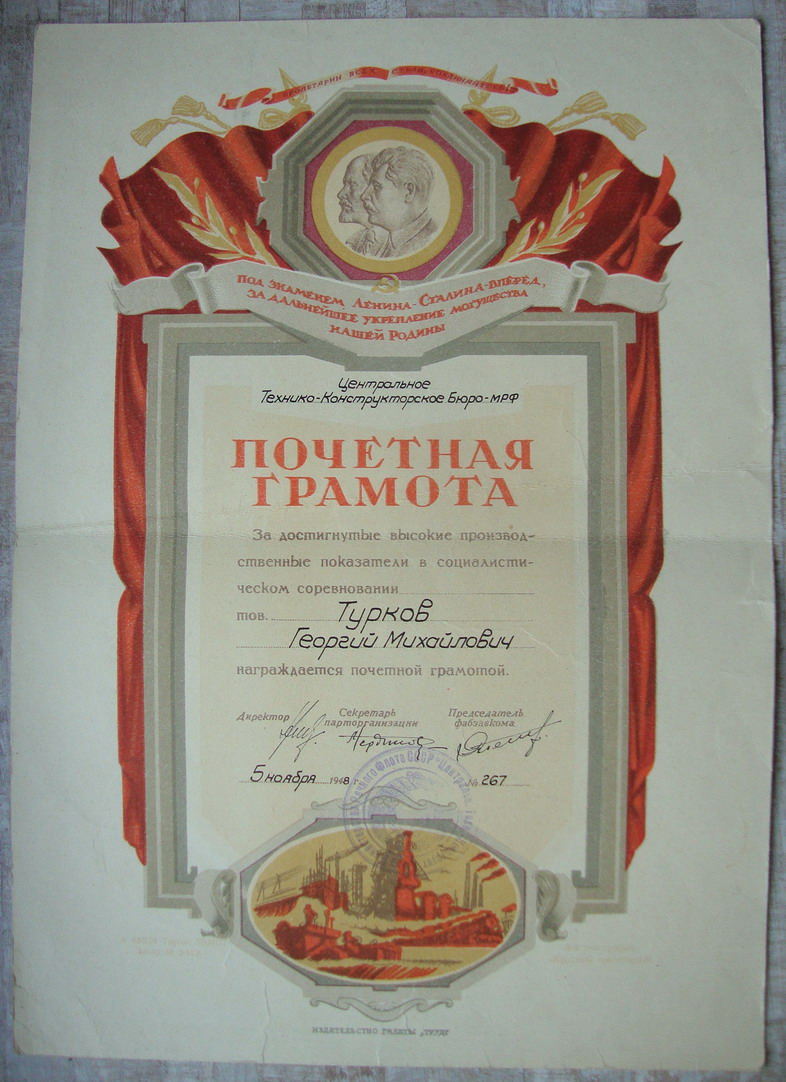 ПРОЛЕТАРИИ ВСЕХ СТРАН, СОЕДИНЯЙТЕСЬ!
ПОД ЗНАМЕНЕМ ЛЕНИНА-СТАЛИНА-ВПЕРЁД,
ЗА ДАЛЬНЕЙШЕЕ УКРЕПЛЕНИЕ МОГУЩЕСТВА
НАШЕЙ РОДИНЫ
Центральное
Технико-Конструкторское Бюро-МРФ
ПОЧЕТНАЯ
ГРАМОТА
За достигнутые высокие производ-
ственные показатели в социалисти-
ческом соревновании
тов. Турков
Георгий Михайлович
награждается почетной грамотой.
Директор Секретарь парторганизации Председатель фабзавкома
5 ноября 1948 г. № 267
Флота СССР
ИЗДАТЕЛЬСТВО ГАЗЕТЫ „ТРУД"